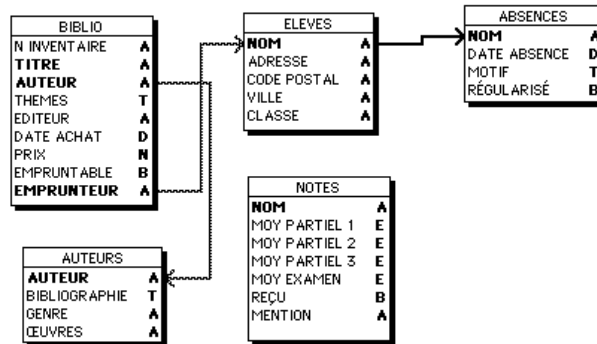 BIBLIO
N INVENTAIRE A
TITRE A
AUTEUR A
THEMES T
EDITEUR A
DATE ACHAT D
PRIX N
EMPRUNTABLE B
EMPRUNTEUR A
ELEVES
NOM A
ADRESSE A
CODE POSTAL A
VILLE A
CLASSE A
ABSENCES
NOM A
DATE ABSENCE D
MOTIF T
RÉGULARISÉ B
AUTEURS
AUTEUR A
BIBLIOGRAPHIE T
GENRE A
ŒUVRES A
NOTES
NOM A
MOY PARTIEL 1 E
MOY PARTIEL 2 E
MOY PARTIEL 3 E
MOY EXAMEN E
REÇU B
MENTION A